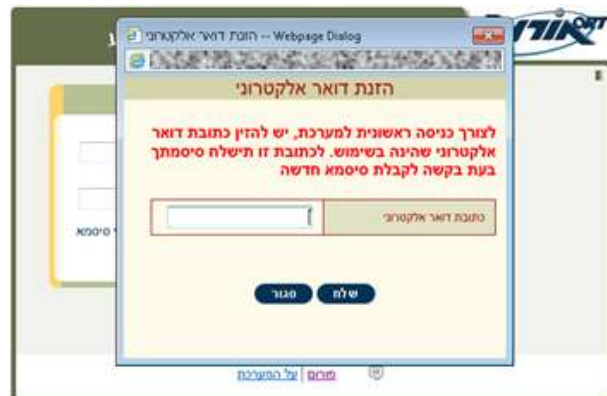 הזנת דואר אלקטרוני -- Webpage Dialog
הזנת דואר אלקטרוני
לצורך כניסה ראשונית למערכת, יש להזין כתובת דואר
אלקטרוני שהינה בשימוש. לכתובת זו תישלח סיסמתך
בעת בקשה לקבלת סיסמא חדשה
כתובת דואר אלקטרוני
שלח סגור
סיסמא
פורום | על המערכת